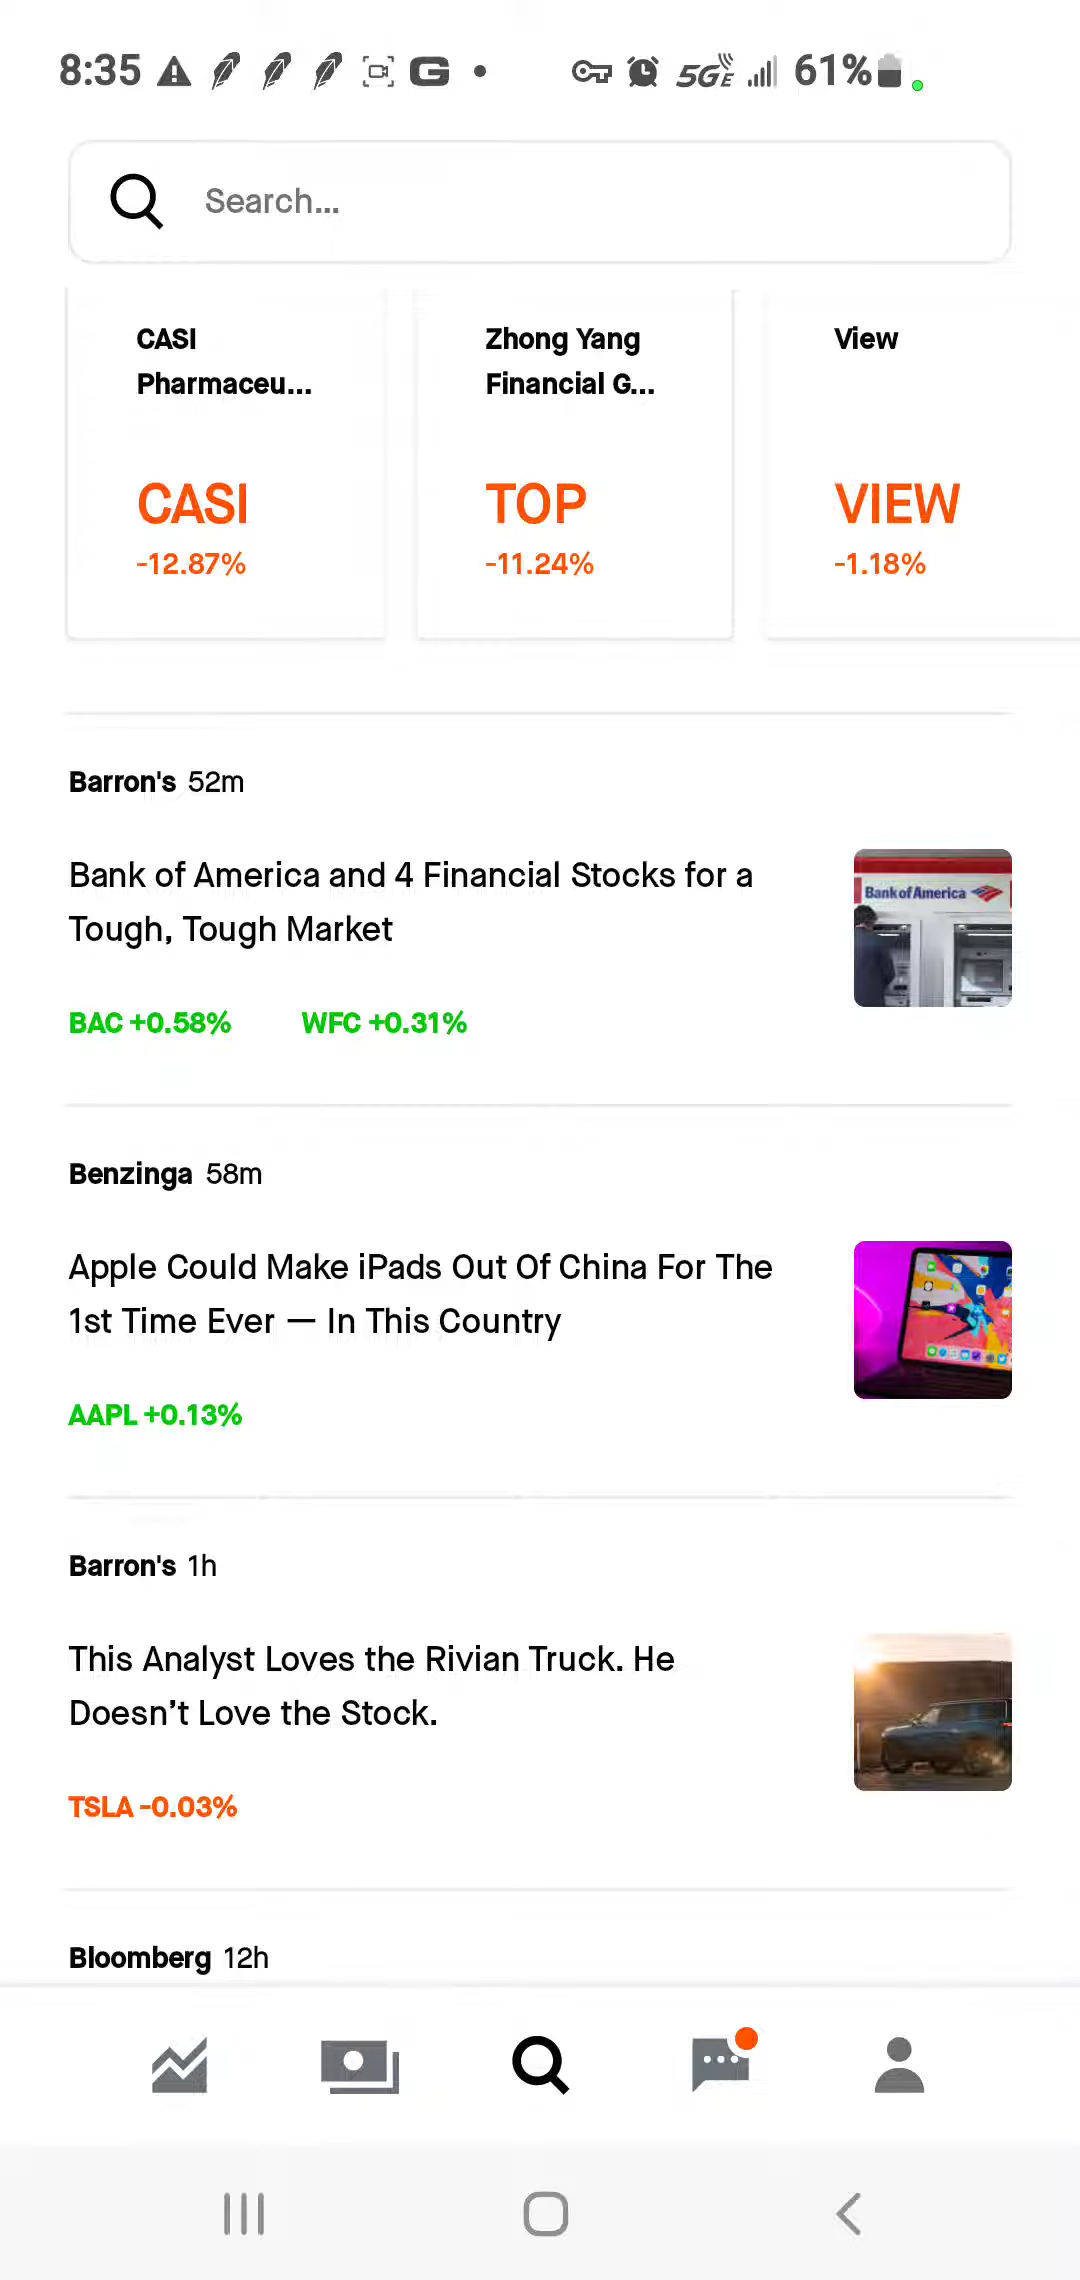 8:35 G 5GE 61%
Search...
CASI
Pharmaceu...
Zhong Yang
Financial G...
View
CASI
-12.87%
TOP
-11.24%
VIEW
-1.18%
Barron's 52m
Bank of America and 4 Financial Stocks for a
Tough, Tough Market
Bank of America
BAC +0.58% WFC +0.31%
Benzinga 58m
Apple Could Make iPads Out Of China For The
1st Time Ever — In This Country
AAPL +0.13%
Barron's 1h
This Analyst Loves the Rivian Truck. He
Doesn’t Love the Stock.
TSLA -0.03%
Bloomberg 12h